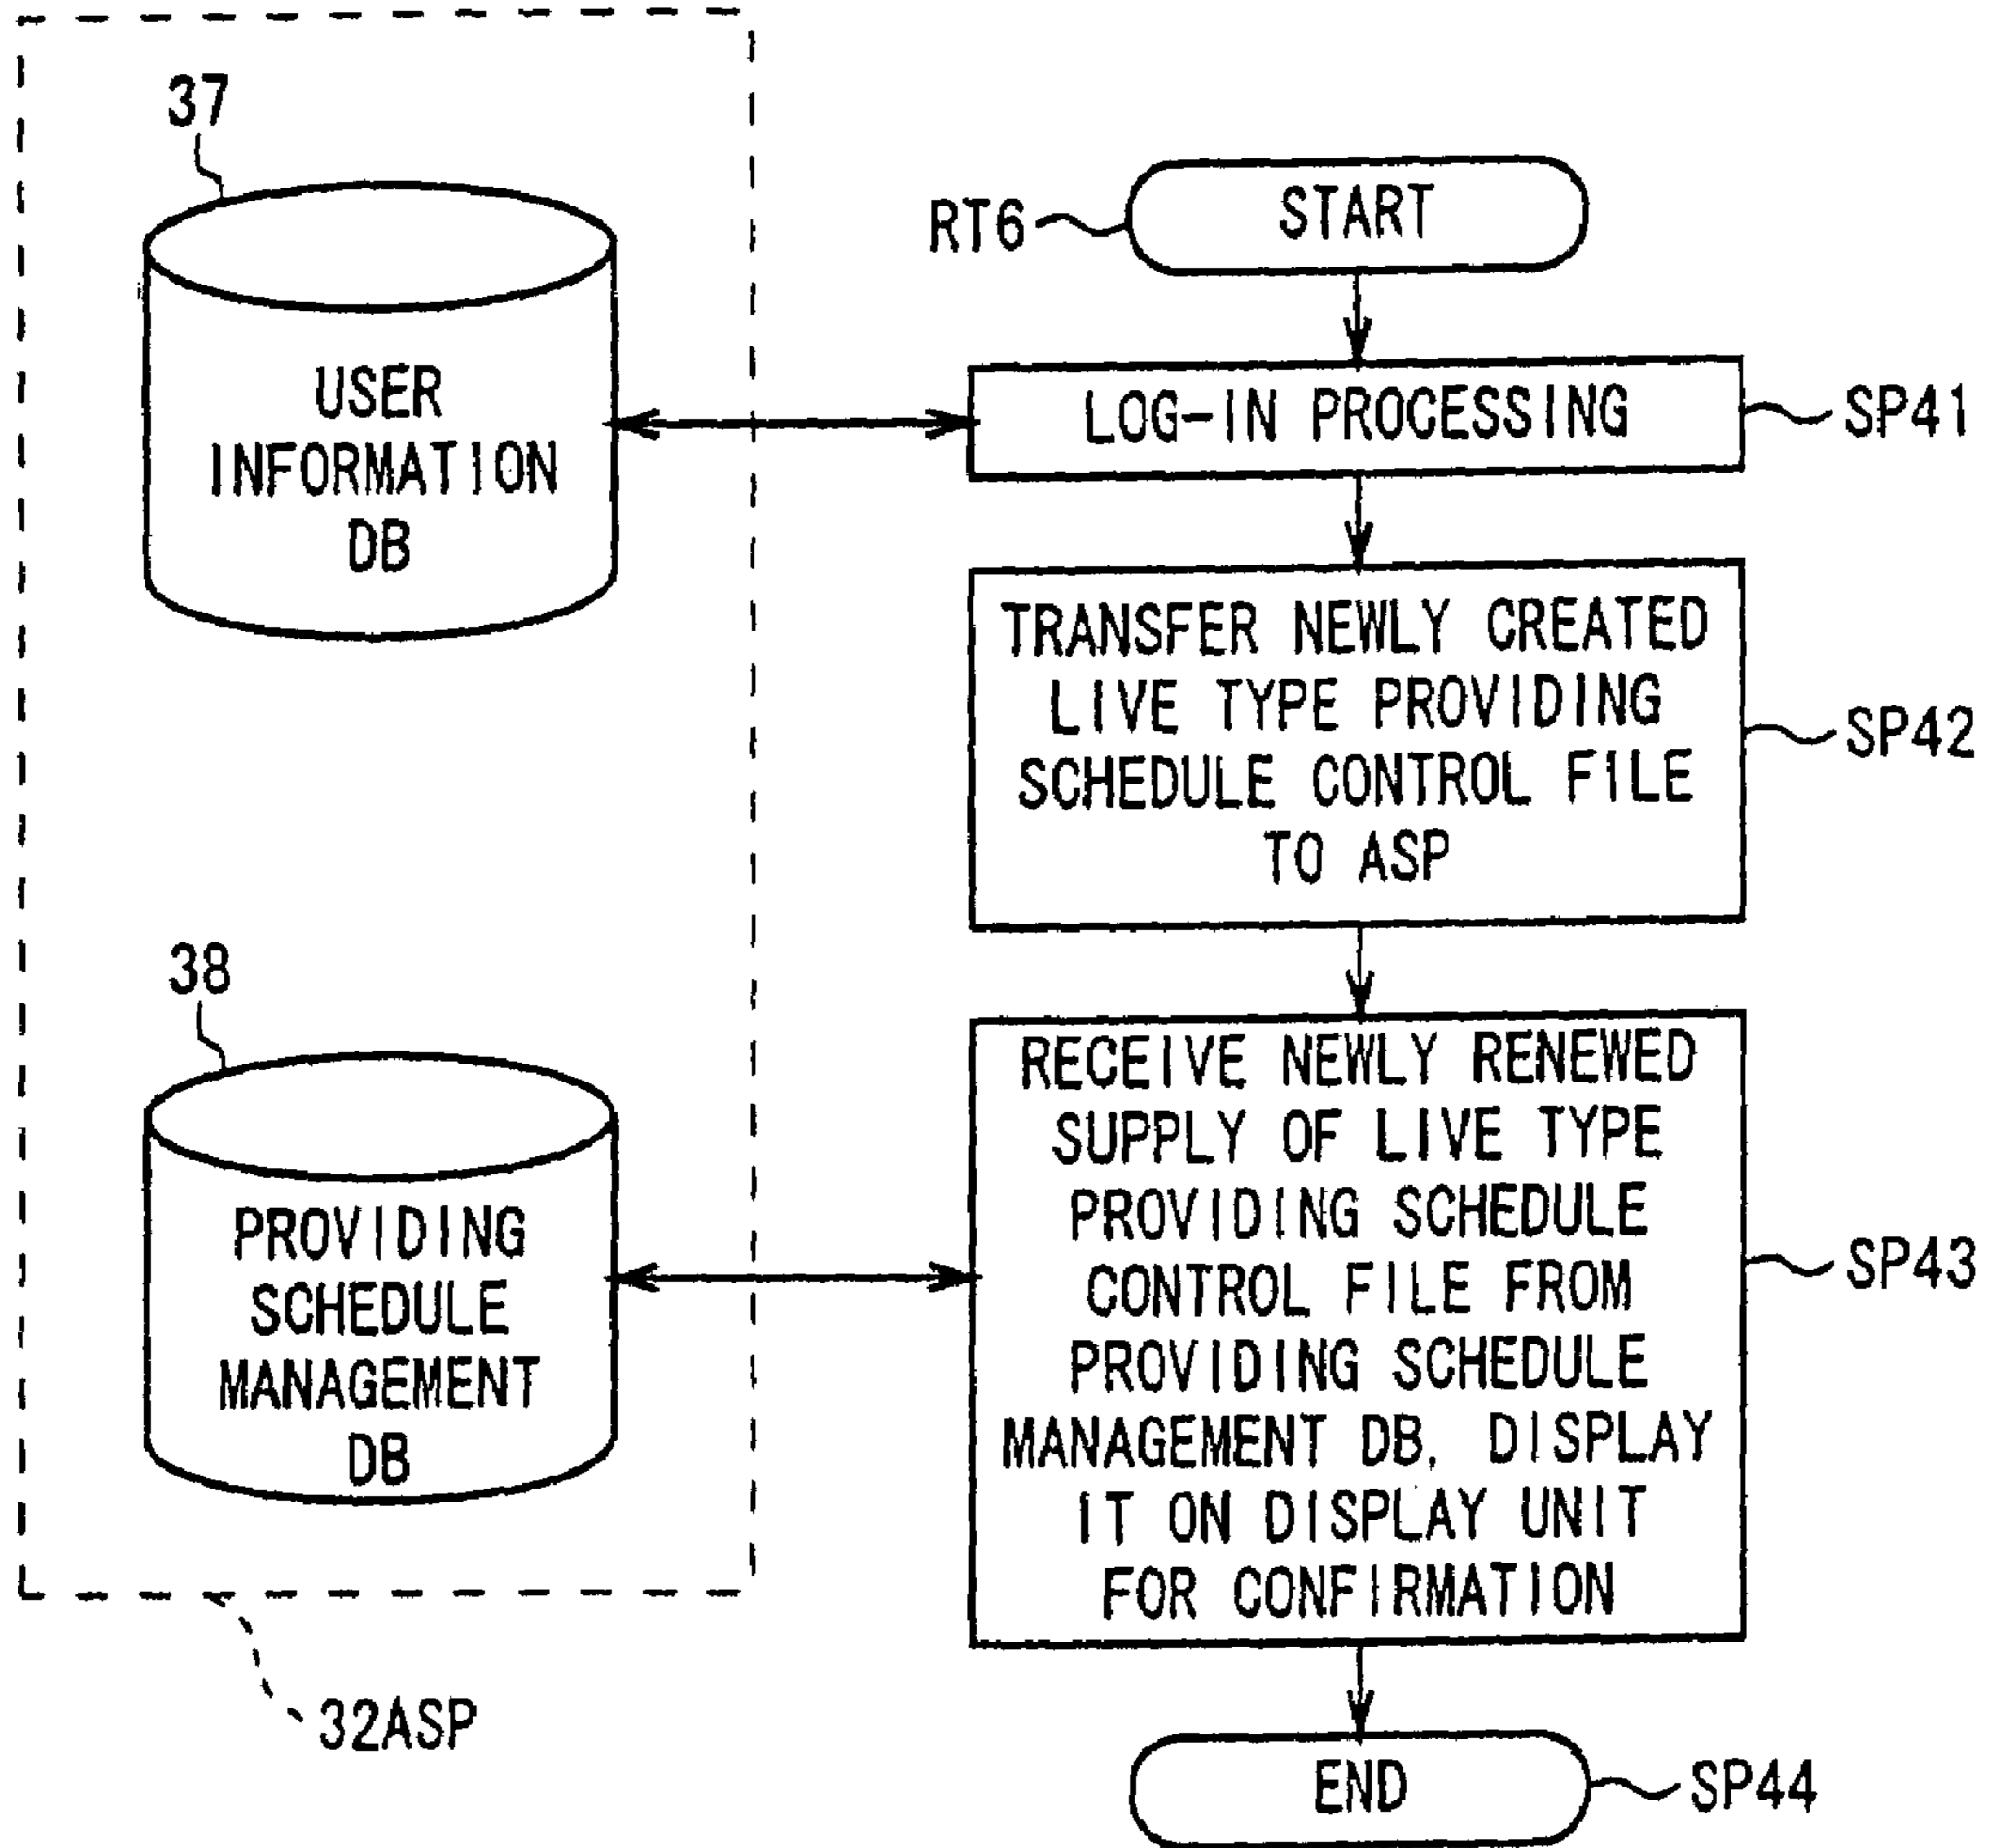 37
USER
INFORMATION
DB
38
PROVIDING
SCHEDULE
MANAGEMENT
DB
32ASP
RT6
START
LOG-IN PROCESSING
SP41
TRANSFER NEWLY CREATED
LIVE TYPE PROVIDING
SCHEDULE CONTROL FILE
TO ASP
SP42
RECEIVE NEWLY RENEWED
SUPPLY OF LIVE TYPE
PROVIDING SCHEDULE
CONTROL FILE FROM
PROVIDING SCHEDULE
MANAGEMENT DB, DISPLAY
IT ON DISPLAY UNIT
FOR CONFIRMATION
SP43
END
SP44